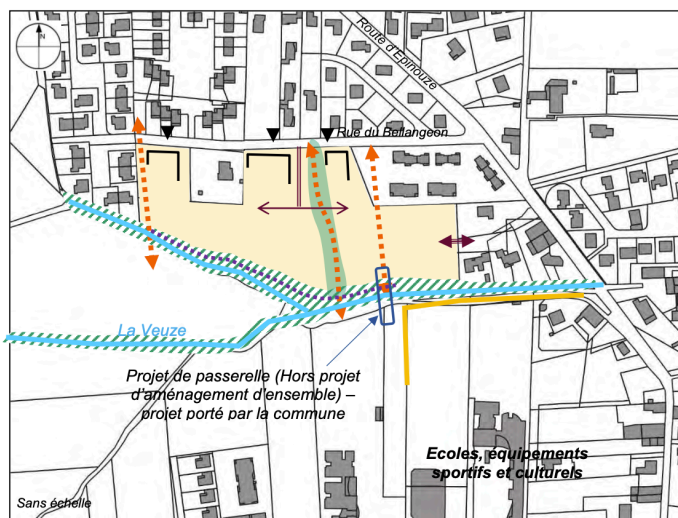 N
Route d'Epinouze
Rue du Bellangeon
La Veuze
Projet de passerelle (Hors projet
d'aménagement d'ensemble) –
projet porté par la commune
Ecoles, équipements
sportifs et culturels
Sans échelle